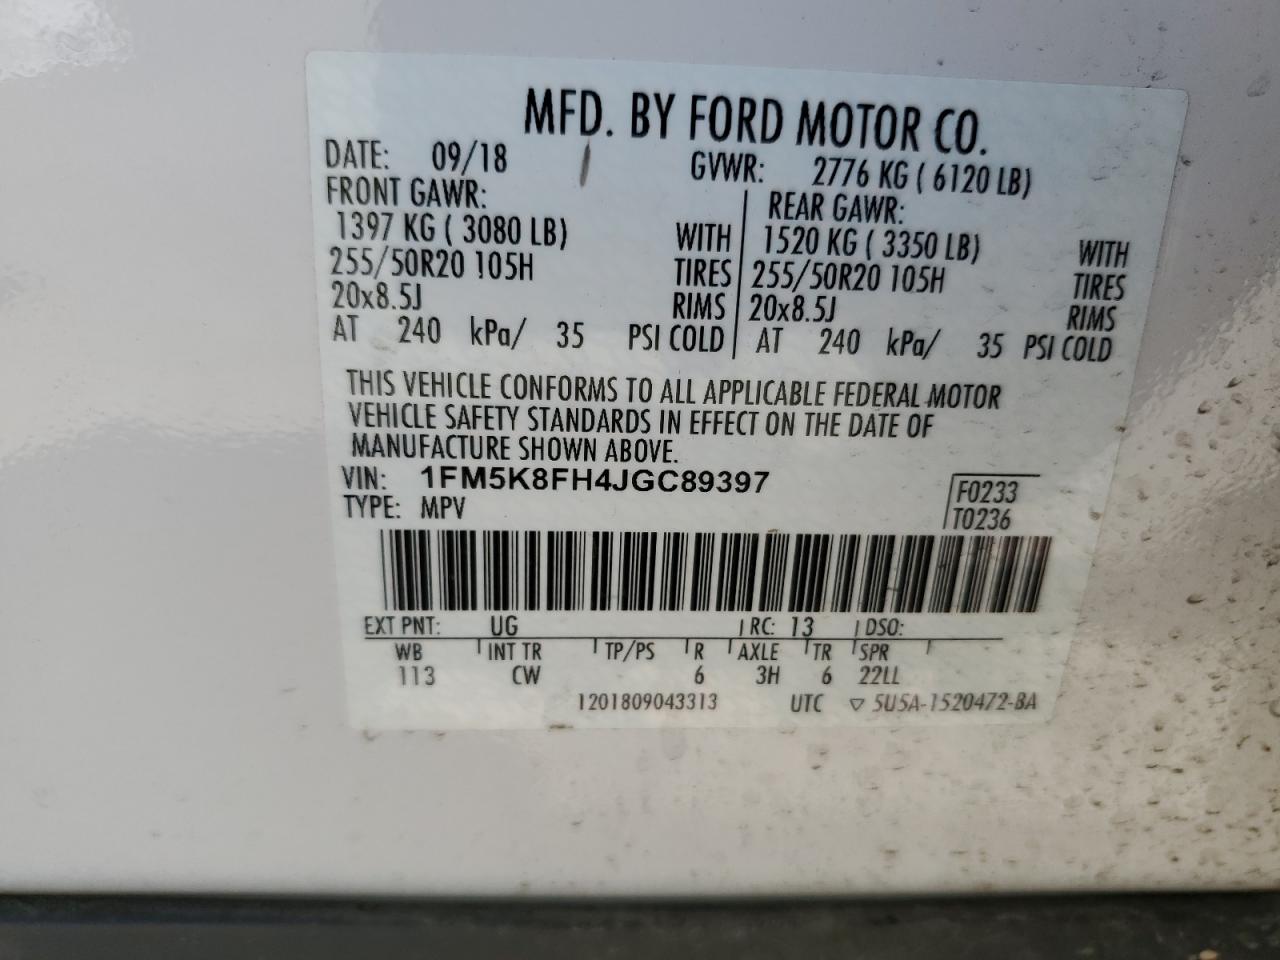 MFD. BY FORD MOTOR CO.
DATE: 09/18 GVWR: 2776 KG ( 6120 LB)
FRONT GAWR: REAR GAWR:
1397 KG ( 3080 LB) WITH 1520 KG ( 3350 LB) WITH
255/50R20 105H TIRES 255/50R20 105H TIRES
20x8.5J RIMS 20x8.5J RIMS
AT 240 kPa/ 35 PSI COLD AT 240 kPa/ 35 PSI COLD
THIS VEHICLE CONFORMS TO ALL APPLICABLE FEDERAL MOTOR
VEHICLE SAFETY STANDARDS IN EFFECT ON THE DATE OF
MANUFACTURE SHOWN ABOVE.
VIN: 1FM5K8FH4JGC89397 F0233
TYPE: MPV T0236
EXT PNT: UG RC: 13 DSO:
WB INT TR TP/PS R AXLE TR SPR
113 CW 6 3H 6 22LL
1201809043313 UTC ▽ 5U5A-1520472-BA